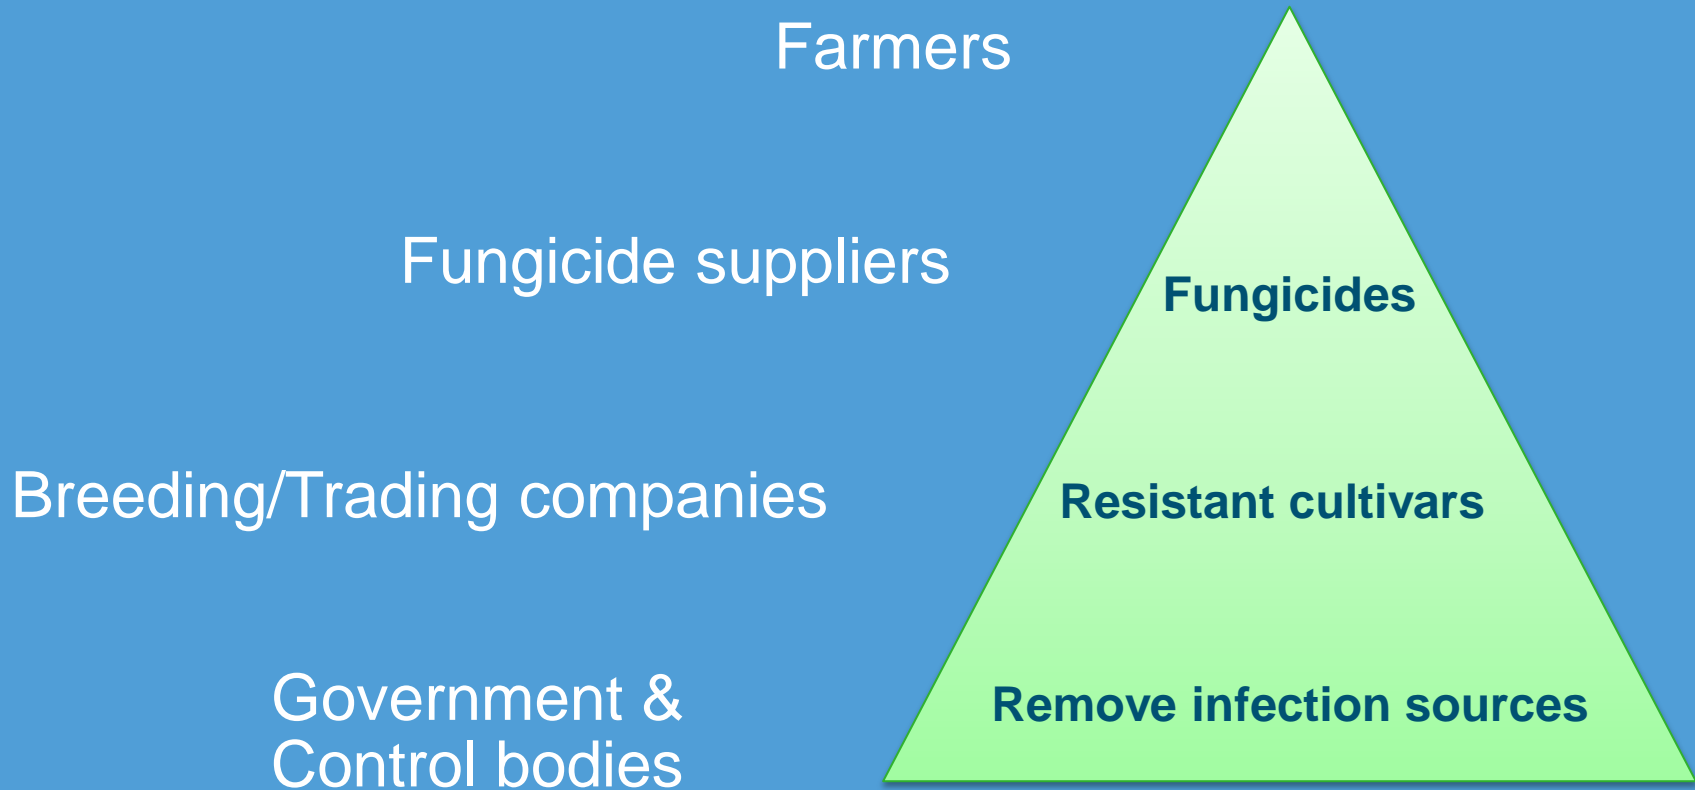 Farmers
Fungicide suppliers
Fungicides
Breeding/Trading companies
Resistant cultivars
Government &
Control bodies
Remove infection sources